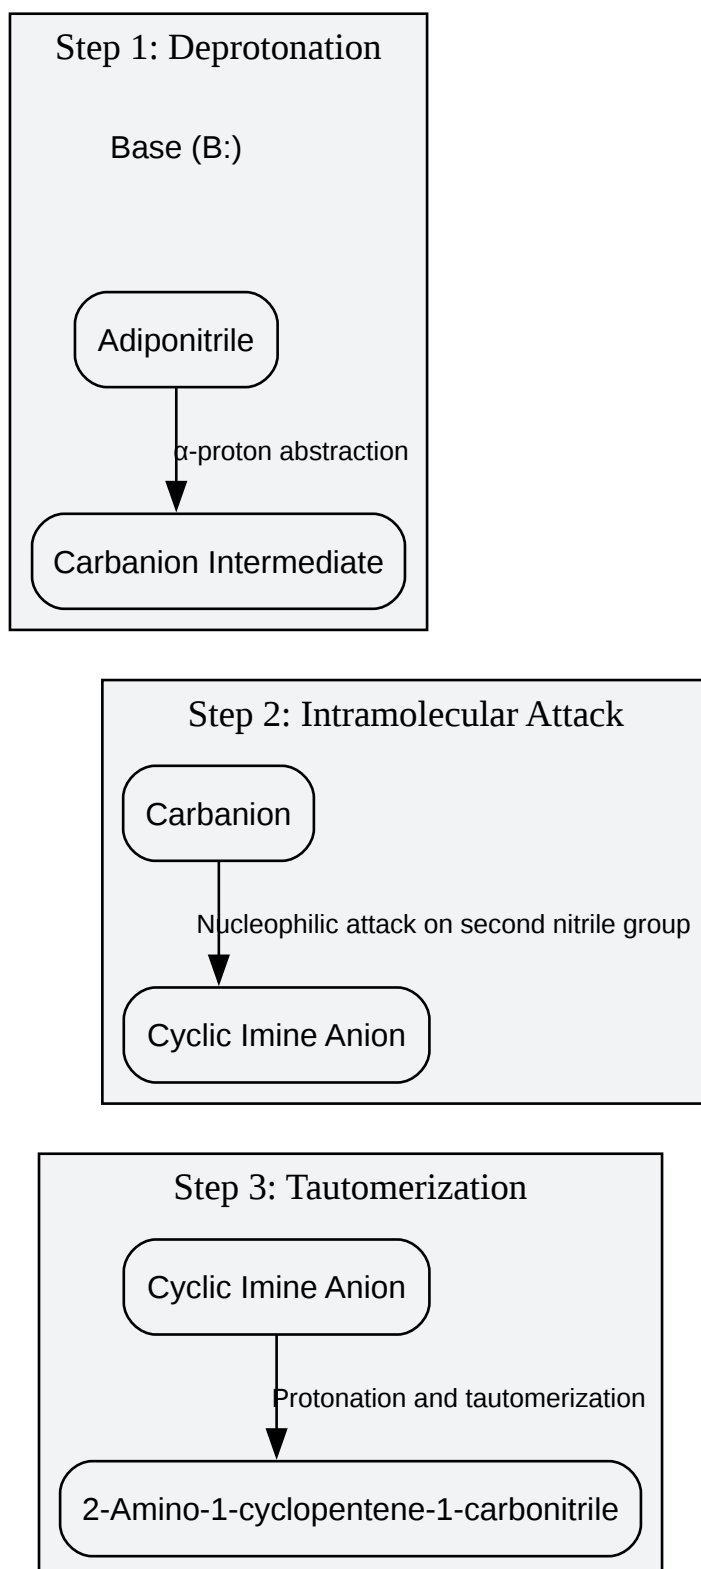 Step 1: Deprotonation
Base (B:)
Adiponitrile
α-proton abstraction
Carbanion Intermediate
Step 2: Intramolecular Attack
Carbanion
Nucleophilic attack on second nitrile group
Cyclic Imine Anion
Step 3: Tautomerization
Cyclic Imine Anion
Protonation and tautomerization
2-Amino-1-cyclopentene-1-carbonitrile